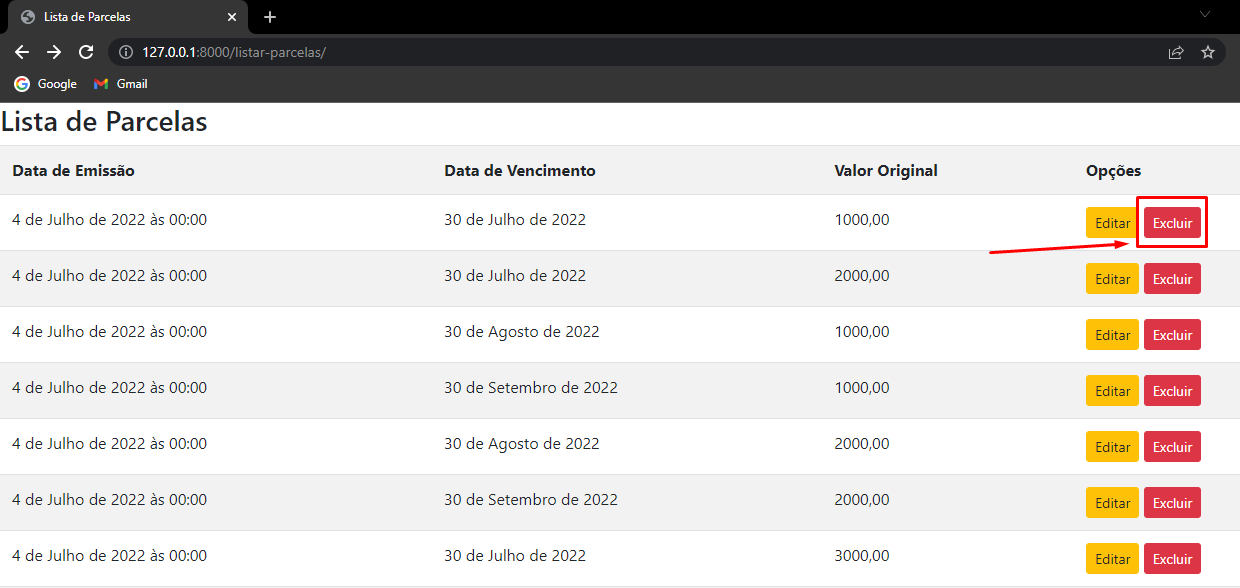 Lista de Parcelas
127.0.0.1:8000/listar-parcelas/
Google Gmail
Lista de Parcelas
Data de Emissão Data de Vencimento Valor Original Opções
4 de Julho de 2022 às 00:00 30 de Julho de 2022 1000,00 Editar Excluir
4 de Julho de 2022 às 00:00 30 de Julho de 2022 2000,00 Editar Excluir
4 de Julho de 2022 às 00:00 30 de Agosto de 2022 1000,00 Editar Excluir
4 de Julho de 2022 às 00:00 30 de Setembro de 2022 1000,00 Editar Excluir
4 de Julho de 2022 às 00:00 30 de Agosto de 2022 2000,00 Editar Excluir
4 de Julho de 2022 às 00:00 30 de Setembro de 2022 2000,00 Editar Excluir
4 de Julho de 2022 às 00:00 30 de Julho de 2022 3000,00 Editar Excluir